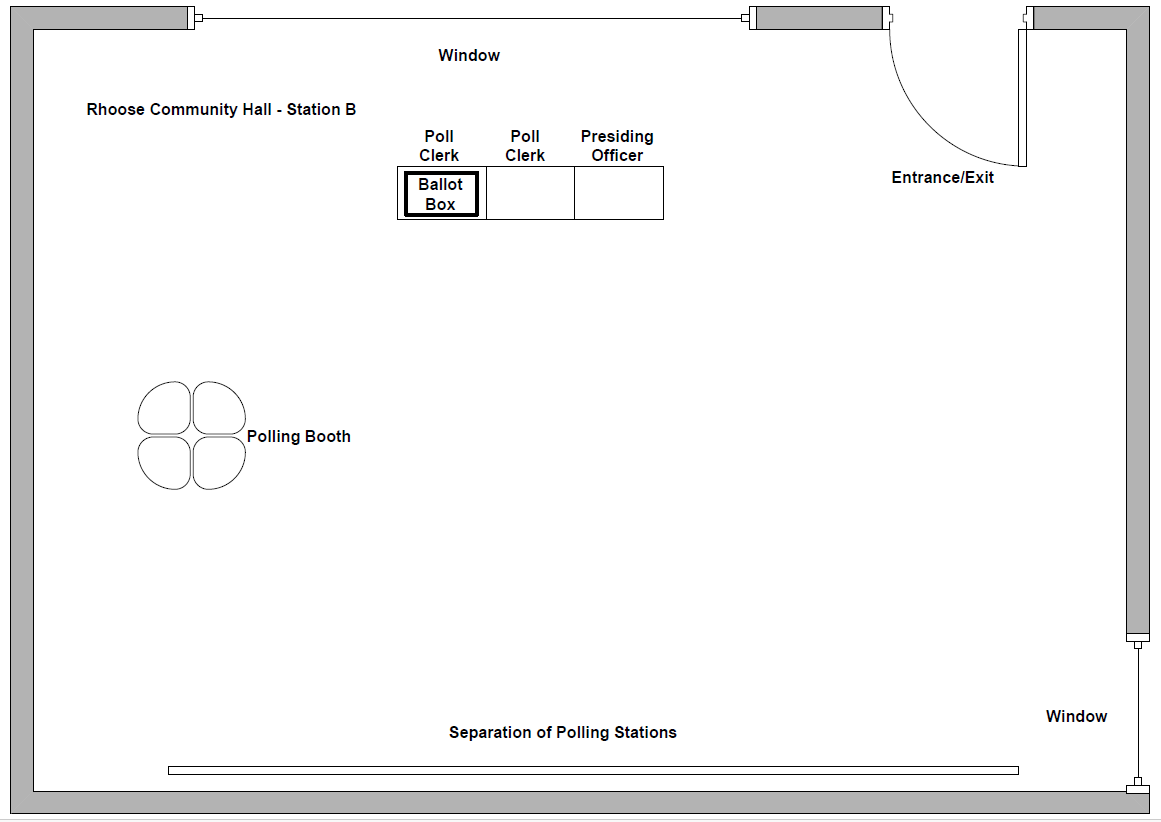 Window
Rhoose Community Hall - Station B
Poll
Clerk
Poll
Clerk
Presiding
Officer
Ballot
Box
Entrance/Exit
Polling Booth
Window
Separation of Polling Stations